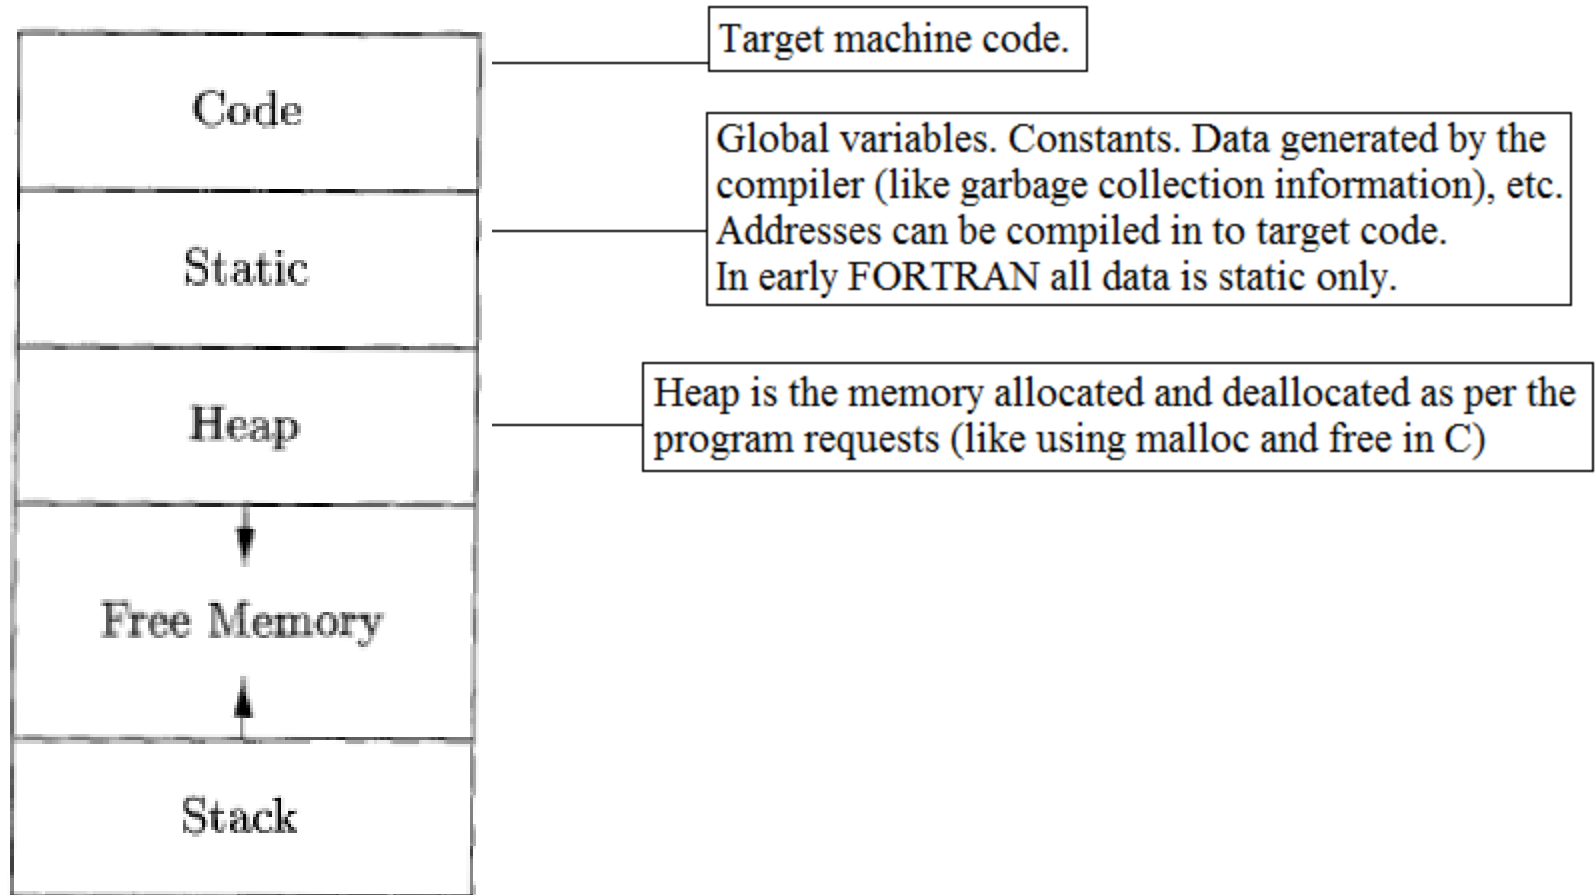 Code
Target machine code.
Static
Global variables. Constants. Data generated by the
compiler (like garbage collection information), etc.
Addresses can be compiled in to target code.
In early FORTRAN all data is static only.
Heap
Heap is the memory allocated and deallocated as per the
program requests (like using malloc and free in C)
Free Memory
Stack